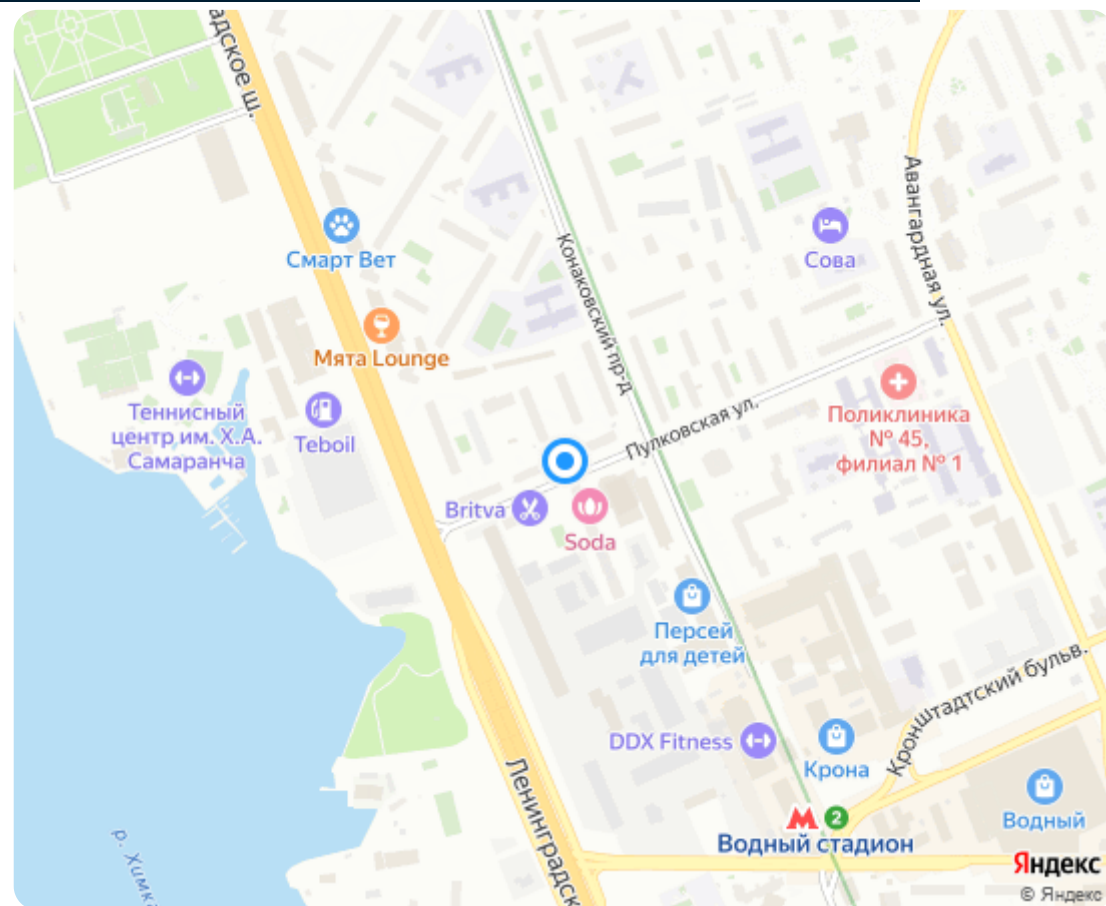 адское ш.
Смарт Вет
Мята Lounge
Теннисный
центр им. Х.А.
Самаранча
Teboil
Конаковский пр-д
Сова
Авангардная ул.
Пулковская ул.
Поликлиника
№ 45,
филиал № 1
Britva
Soda
Персей
для детей
DDX Fitness
Крона
Кронштадтский бульв.
Водный
2
Водный стадион
Ленинградск
р. Химк
Яндекс
© Яндекс